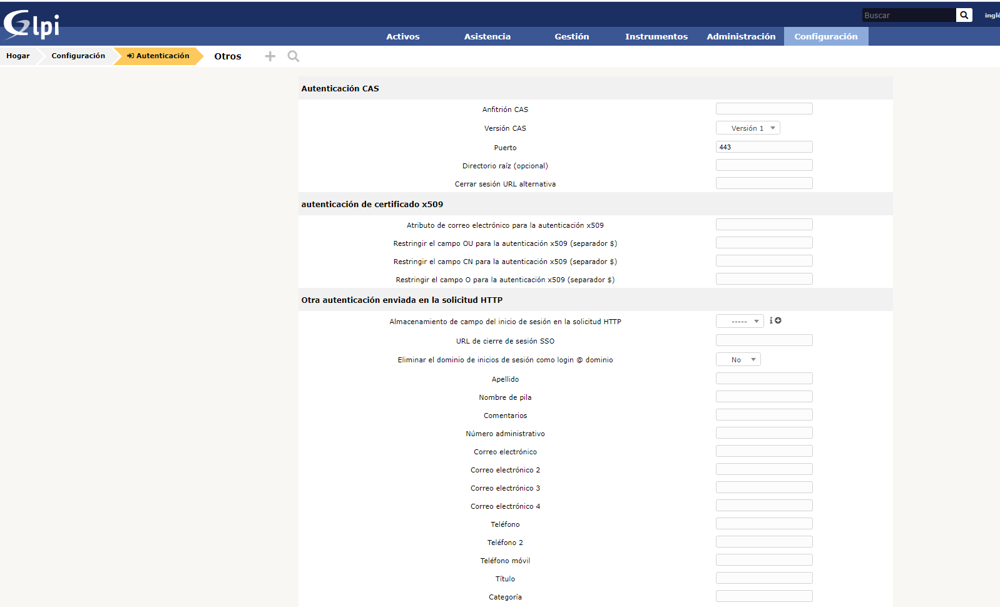 Glpi
Buscar
inglé
Activos Asistencia Gestión Instrumentos Administración Configuración
Hogar Configuración Autenticación Otros
Autenticación CAS
Anfitrión CAS
Versión CAS Versión 1
Puerto 443
Directorio raíz (opcional)
Cerrar sesión URL alternativa
autenticación de certificado x509
Atributo de correo electrónico para la autenticación x509
Restringir el campo OU para la autenticación x509 (separador $)
Restringir el campo CN para la autenticación x509 (separador $)
Restringir el campo O para la autenticación x509 (separador $)
Otra autenticación enviada en la solicitud HTTP
Almacenamiento de campo del inicio de sesión en la solicitud HTTP -----
URL de cierre de sesión SSO
Eliminar el dominio de inicios de sesión como login @ dominio No
Apellido
Nombre de pila
Comentarios
Número administrativo
Correo electrónico
Correo electrónico 2
Correo electrónico 3
Correo electrónico 4
Teléfono
Teléfono 2
Teléfono móvil
Título
Categoría